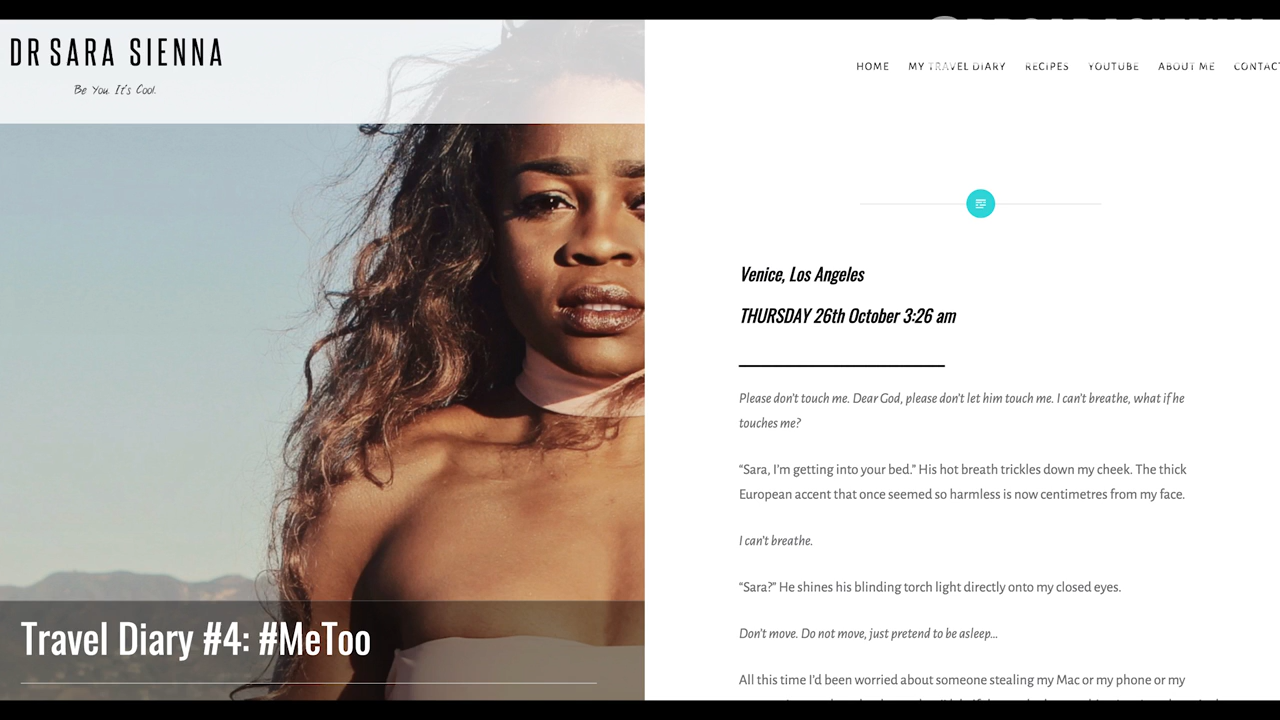 DR SARA SIENNA
Be You. It's Cool.
HOME MY TRAVEL DIARY RECIPES YOUTUBE ABOUT ME
Travel Diary #4: #MeToo
Venice, Los Angeles
THURSDAY 26th October 3:26 am
Please don't touch me. Dear God, please don't let him touch me. I can't breathe, what if he
touches me?
“Sara, I'm getting into your bed.” His hot breath trickles down my cheek. The thick
European accent that once seemed so harmless is now centimetres from my face.
I can't breathe.
“Sara?” He shines his blinding torch light directly onto my closed eyes.
Don't move. Do not move, just pretend to be asleep...
All this time I'd been worried about someone stealing my Mac or my phone or my